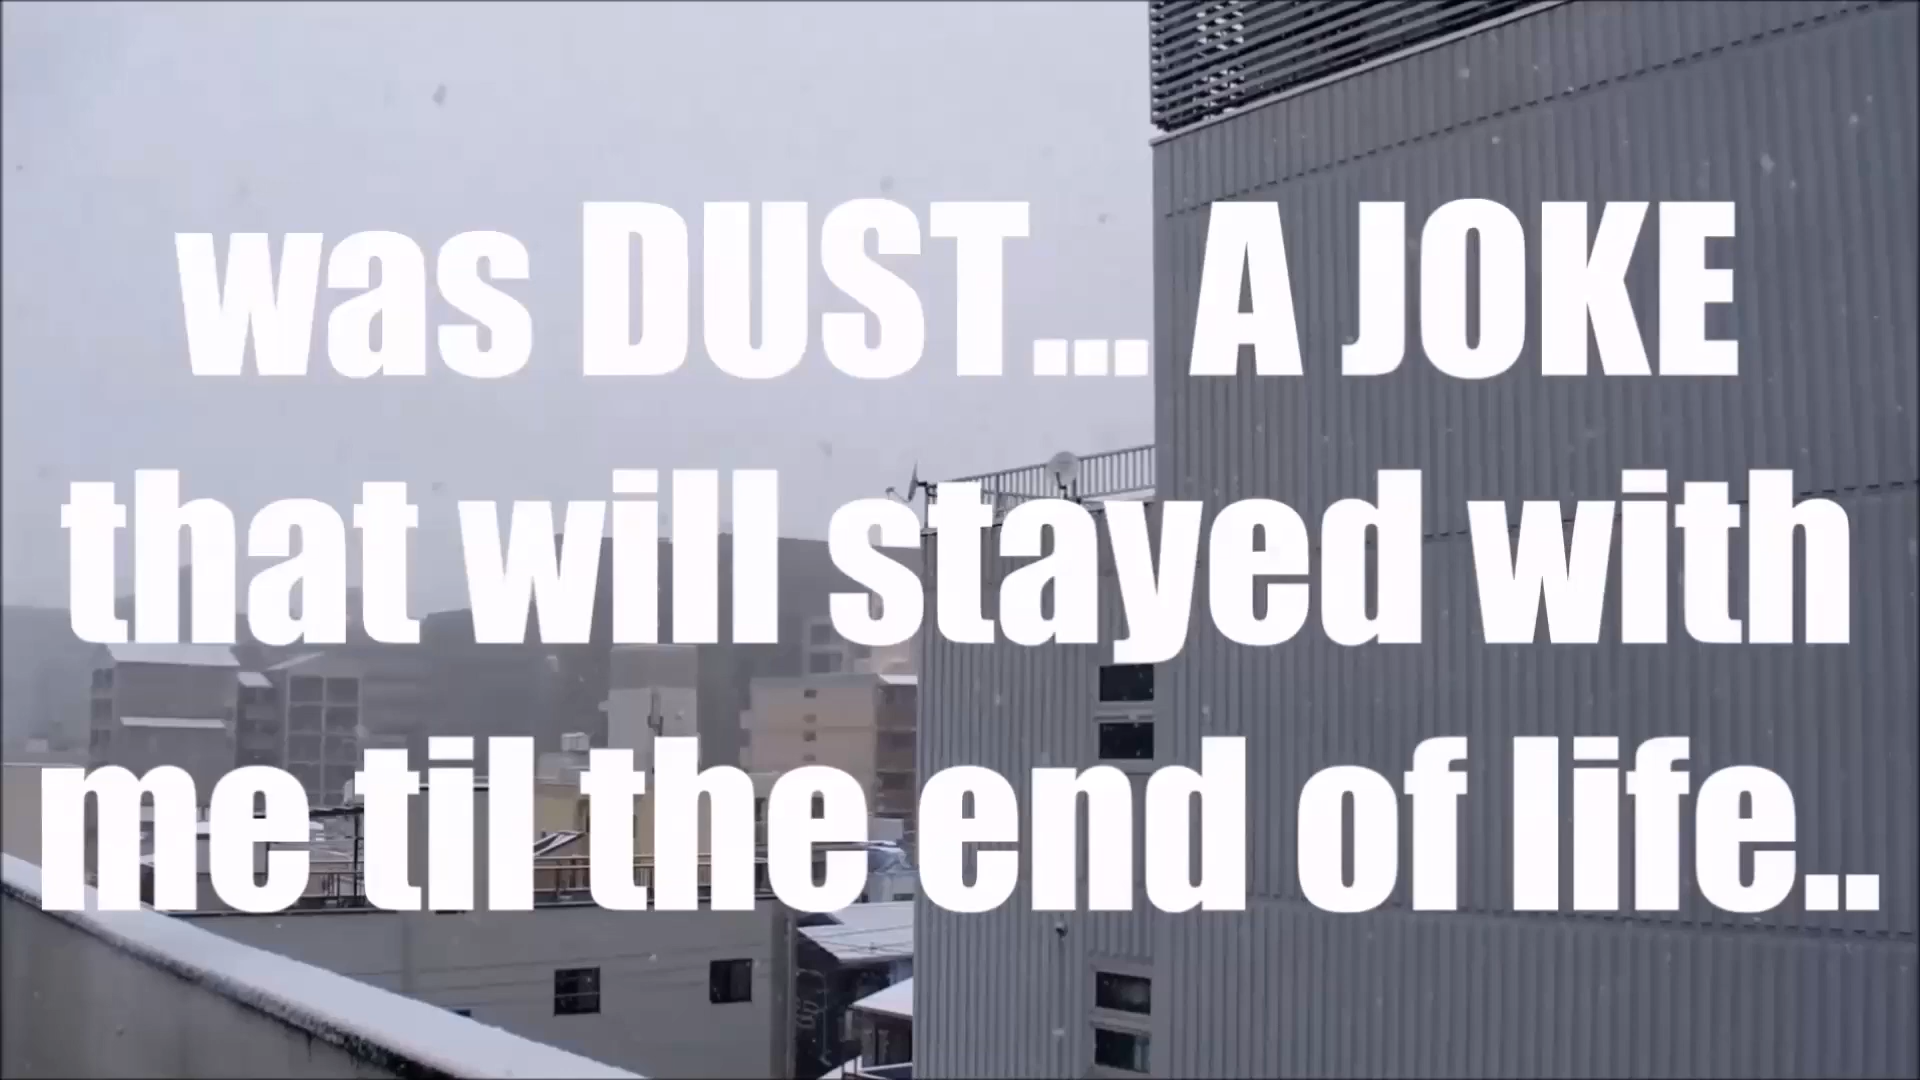 was DUST... A JOKE
that will stayed with
me til the end of life..